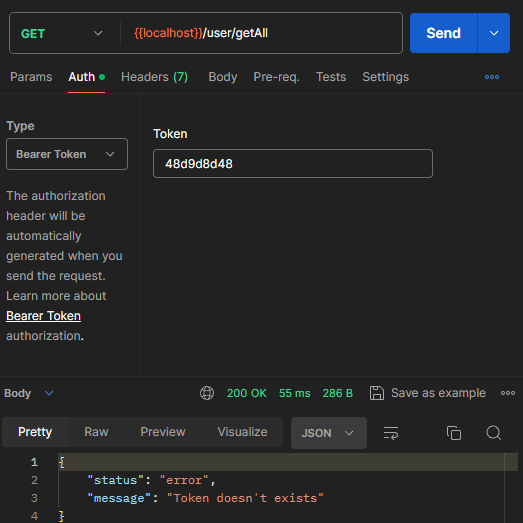 GET {{localhost}}/user/getAll Send
Params Auth Headers (7) Body Pre-req. Tests Settings
Type
Bearer Token
The authorization
header will be
automatically
generated when you
send the request.
Learn more about
Bearer Token
authorization.
Token
48d9d8d48
Body 200 OK 55 ms 286 B Save as example
Pretty Raw Preview Visualize JSON
1 {
2 "status": "error",
3 "message": "Token doesn't exists"
4 }